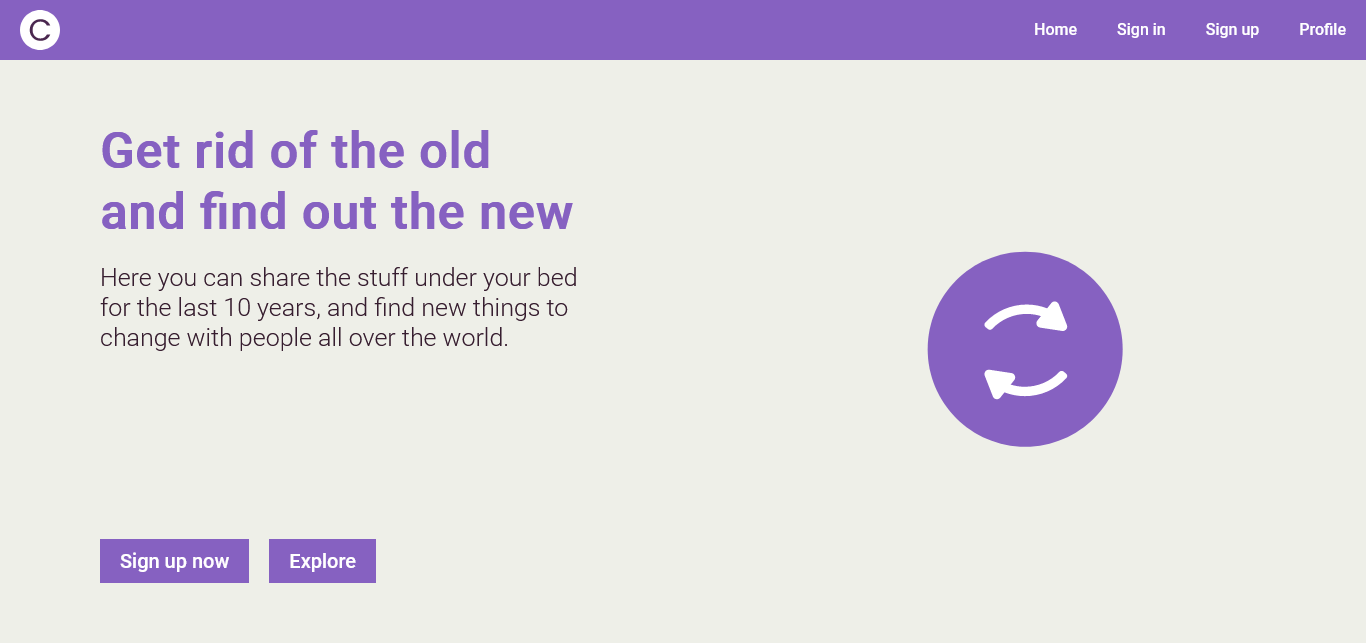 C
Home Sign in Sign up Profile
Get rid of the old
and find out the new
Here you can share the stuff under your bed
for the last 10 years, and find new things to
change with people all over the world.
Sign up now Explore